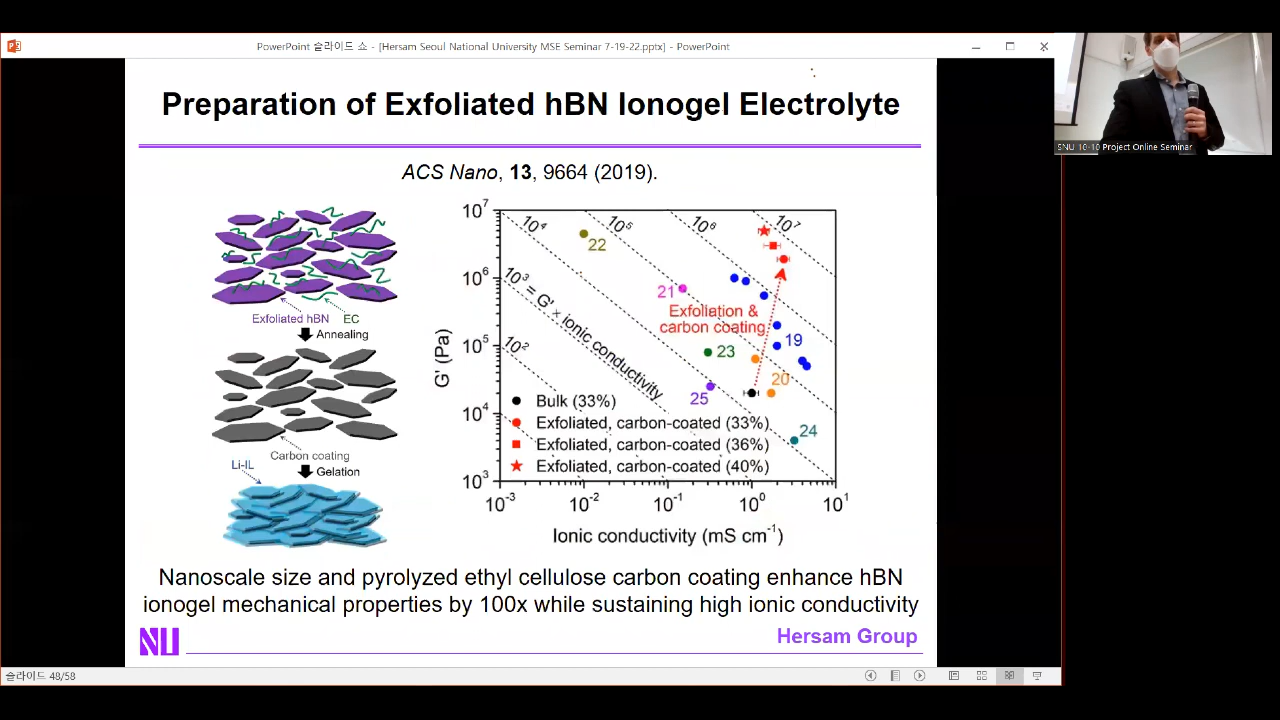 PowerPoint 슬라이드 쇼 - [Hersam Seoul National University MSE Seminar 7-19-22.pptx] - PowerPoint
SNU 10-10 Project Online Seminar
Preparation of Exfoliated hBN Ionogel Electrolyte
ACS Nano, 13, 9664 (2019).
Exfoliated hBN
EC
Annealing
Carbon coating
Li-IL
Gelation
G' (Pa)
10⁷
10⁶
10⁵
10⁴
10³
10⁴
10⁵
10⁶
10⁷
10³ = G' × ionic conductivity
10²
22
21
Exfoliation &
carbon coating
23
19
20
25
24
Bulk (33%)
Exfoliated, carbon-coated (33%)
Exfoliated, carbon-coated (36%)
Exfoliated, carbon-coated (40%)
10⁻³ 10⁻² 10⁻¹ 10⁰ 10¹
Ionic conductivity (mS cm⁻¹)
Nanoscale size and pyrolyzed ethyl cellulose carbon coating enhance hBN
ionogel mechanical properties by 100x while sustaining high ionic conductivity
NU
Hersam Group
슬라이드 48/58